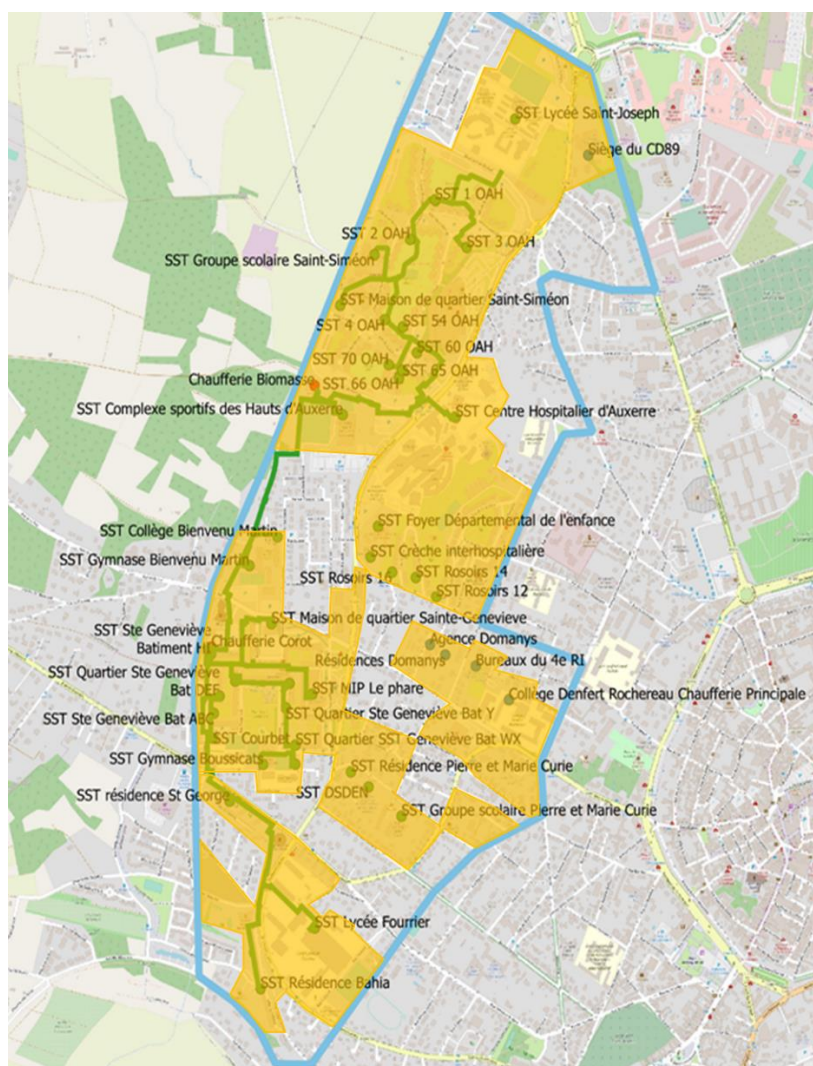 SST Lycée Saint-Joseph
Siège du CD89
SST 1 OAH
SST 2 OAH
SST 3 OAH
SST Groupe scolaire Saint-Siméon
SST Maison de quartier Saint-Siméon
SST 4 OAH
SST 54 OAH
SST 60 OAH
SST 70 OAH
SST 65 OAH
Chaufferie Biomasse
SST 66 OAH
SST Complexe sportifs des Hauts d'Auxerre
SST Centre Hospitalier d'Auxerre
SST Foyer Départemental de l'enfance
SST Collège Bienvenu Martin
SST Crèche interhospitalière
SST Gymnase Bienvenu Martin
SST Rosoirs 16
SST Rosoirs 14
SST Rosoirs 12
SST Maison de quartier Sainte-Genevieve
SST Ste Geneviève
Batiment HI
Chaufferie Corot
Agence Domanys
Résidences Domanys
Bureaux du 4e RI
SST Quartier Ste Geneviève
Bat DEF
SST NIP Le phare
Collège Denfert Rochereau Chaufferie Principale
SST Ste Geneviève Bat ABC
SST Quartier Ste Geneviève Bat Y
SST Courbet
SST Quartier SST Geneviève Bat WX
SST Gymnase Boussicats
SST Résidence Pierre et Marie Curie
SST résidence St George
SST OSDEN
SST Groupe scolaire Pierre et Marie Curie
SST Lycée Fourrier
SST Résidence Bahia